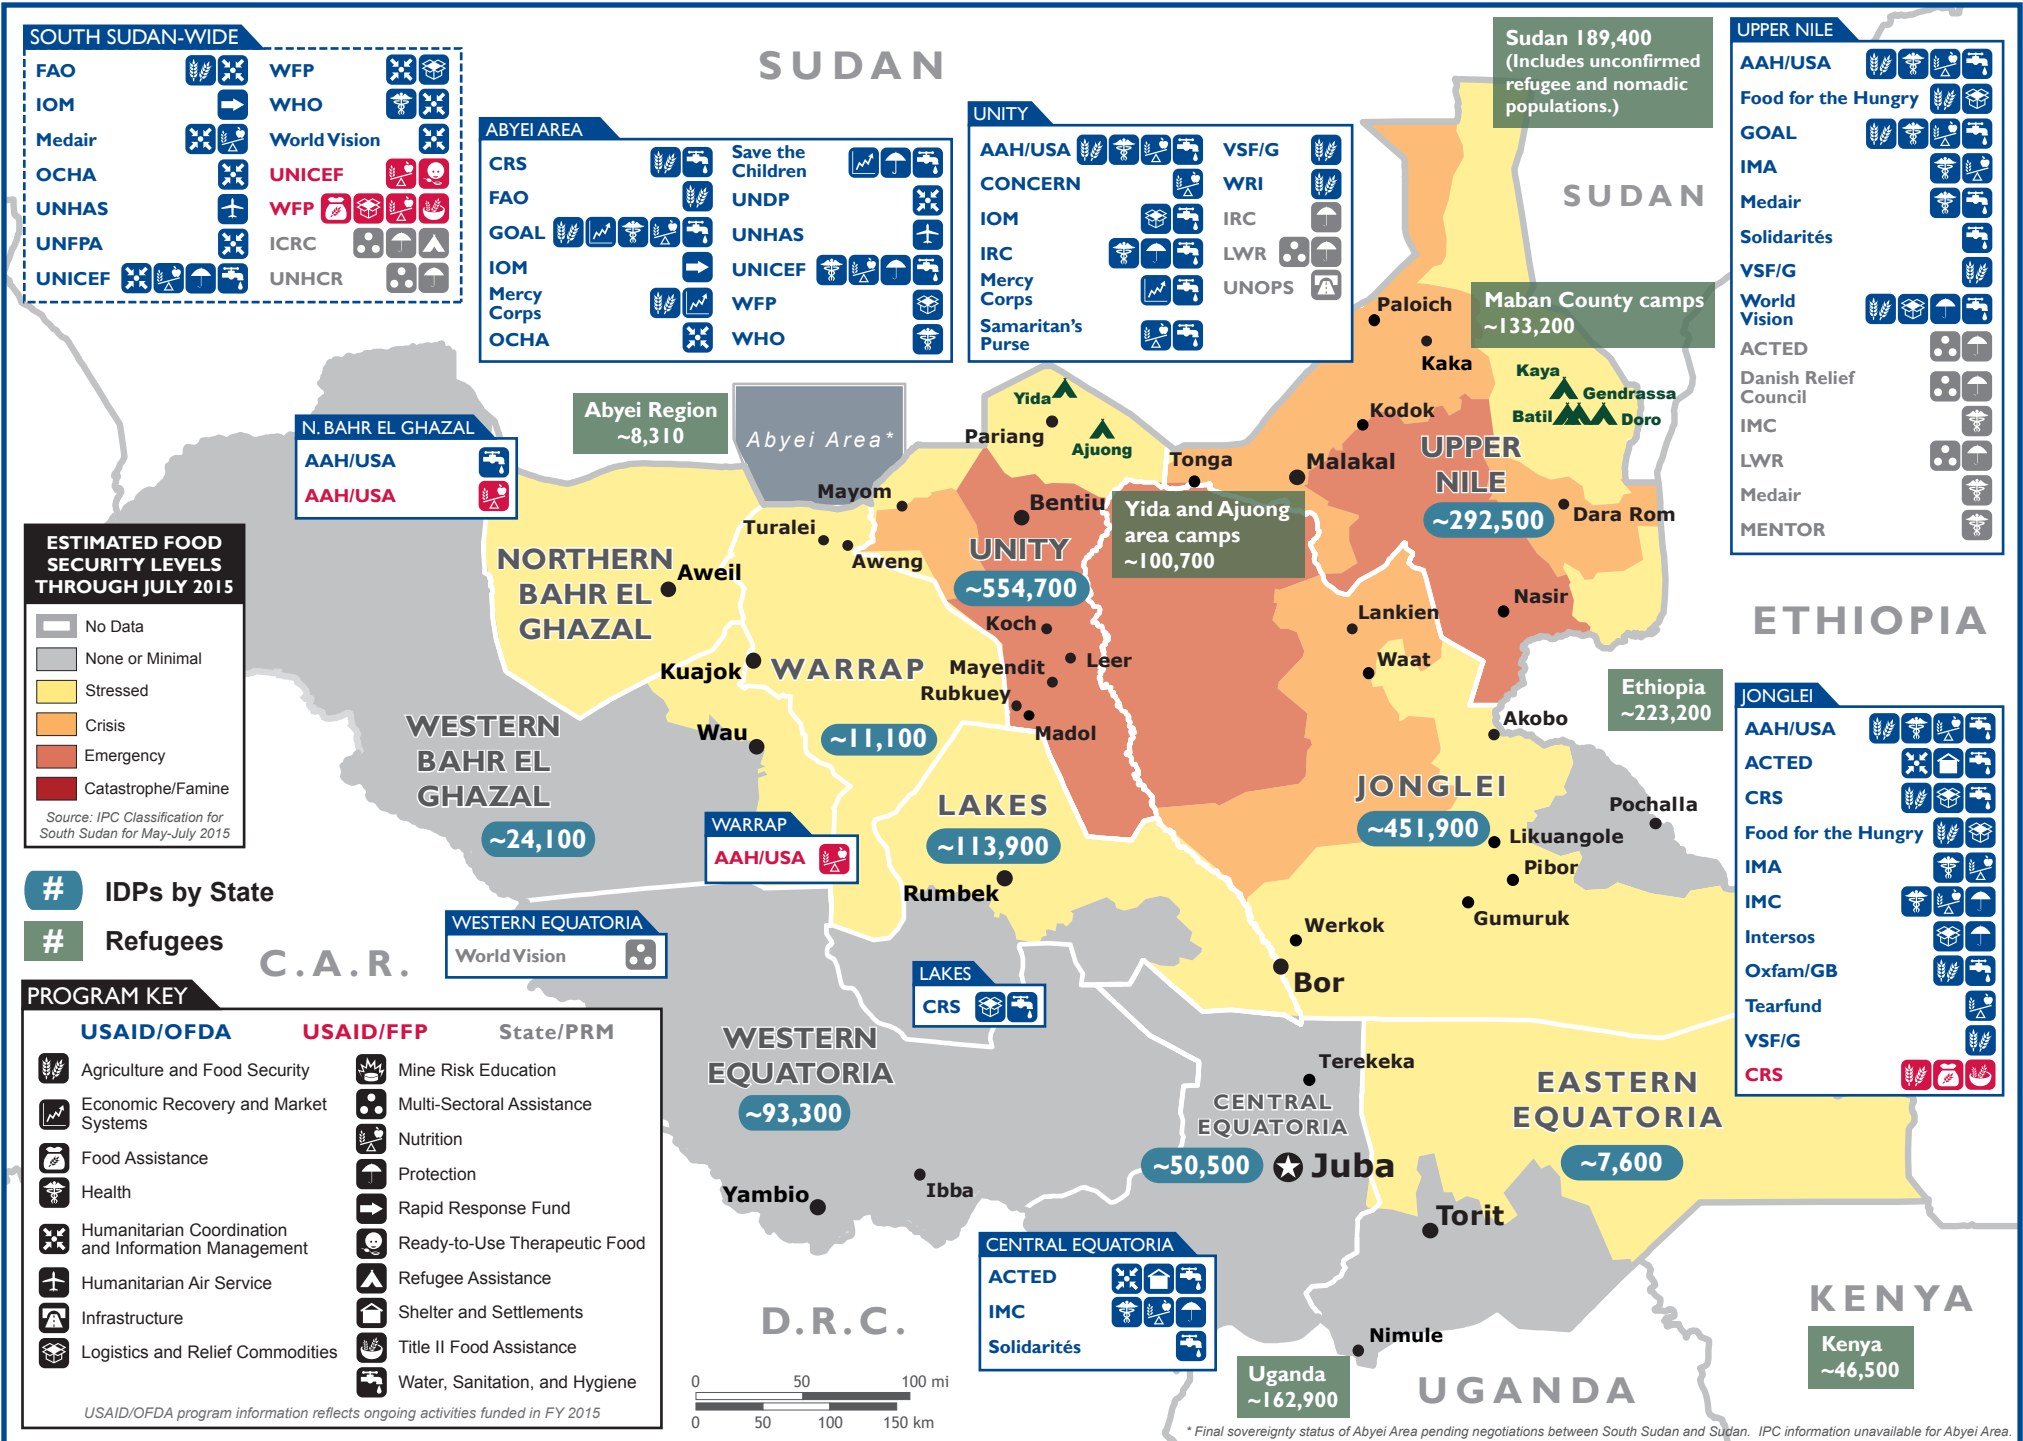 SOUTH SUDAN-WIDE
FAO
IOM
Medair
OCHA
UNHAS
UNFPA
UNICEF
WFP
WHO
World Vision
UNICEF
WFP
ICRC
UNHCR
SUDAN
ABYEI AREA
CRS
FAO
GOAL
IOM
Mercy
Corps
OCHA
Save the
Children
UNDP
UNHAS
UNICEF
WFP
WHO
UNITY
AAH/USA
CONCERN
IOM
IRC
Mercy
Corps
Samaritan's
Purse
VSF/G
WRI
IRC
LWR
UNOPS
Sudan 189,400
(Includes unconfirmed
refugee and nomadic
populations.)
SUDAN
UPPER NILE
AAH/USA
Food for the Hungry
GOAL
IMA
Medair
Solidarités
VSF/G
World
Vision
ACTED
Danish Relief
Council
IMC
LWR
Medair
MENTOR
Maban County camps
~133,200
Paloich
Kaka
Kaya
Gendrassa
Batil
Doro
Kodok
Abyei Region
~8,310
Abyei Area*
Yida
Pariang
Ajuong
Tonga
Malakal
UPPER
NILE
~292,500
Dara Rom
N. BAHR EL GHAZAL
AAH/USA
AAH/USA
Mayom
Turalei
Aweng
Bentiu
UNITY
~554,700
Yida and Ajuong
area camps
~100,700
ESTIMATED FOOD
SECURITY LEVELS
THROUGH JULY 2015
No Data
None or Minimal
Stressed
Crisis
Emergency
Catastrophe/Famine
Source: IPC Classification for
South Sudan for May-July 2015
NORTHERN
BAHR EL
GHAZAL
Aweil
Kuajok
WARRAP
~11,100
Koch
Leer
Mayendit
Rubkuey
Madol
Lankien
Waat
Nasir
ETHIOPIA
Ethiopia
~223,200
Akobo
WESTERN
BAHR EL
GHAZAL
~24,100
Wau
LAKES
~113,900
Rumbek
WARRAP
AAH/USA
JONGLEI
~451,900
Pochalla
Likuangole
Pibor
Gumuruk
Werkok
Bor
JONGLEI
AAH/USA
ACTED
CRS
Food for the Hungry
IMA
IMC
Intersos
Oxfam/GB
Tearfund
VSF/G
CRS
# IDPs by State
# Refugees
C.A.R.
WESTERN EQUATORIA
World Vision
LAKES
CRS
PROGRAM KEY
USAID/OFDA USAID/FFP State/PRM
Agriculture and Food Security
Economic Recovery and Market
Systems
Food Assistance
Health
Humanitarian Coordination
and Information Management
Humanitarian Air Service
Infrastructure
Logistics and Relief Commodities
Mine Risk Education
Multi-Sectoral Assistance
Nutrition
Protection
Rapid Response Fund
Ready-to-Use Therapeutic Food
Refugee Assistance
Shelter and Settlements
Title II Food Assistance
Water, Sanitation, and Hygiene
USAID/OFDA program information reflects ongoing activities funded in FY 2015
WESTERN
EQUATORIA
~93,300
Yambio
Ibba
Terekeka
CENTRAL
EQUATORIA
~50,500
Juba
EASTERN
EQUATORIA
~7,600
Torit
Nimule
CENTRAL EQUATORIA
ACTED
IMC
Solidarités
D.R.C.
0 50 100 mi
0 50 100 150 km
Uganda
~162,900
UGANDA
KENYA
Kenya
~46,500
* Final sovereignty status of Abyei Area pending negotiations between South Sudan and Sudan. IPC information unavailable for Abyei Area.